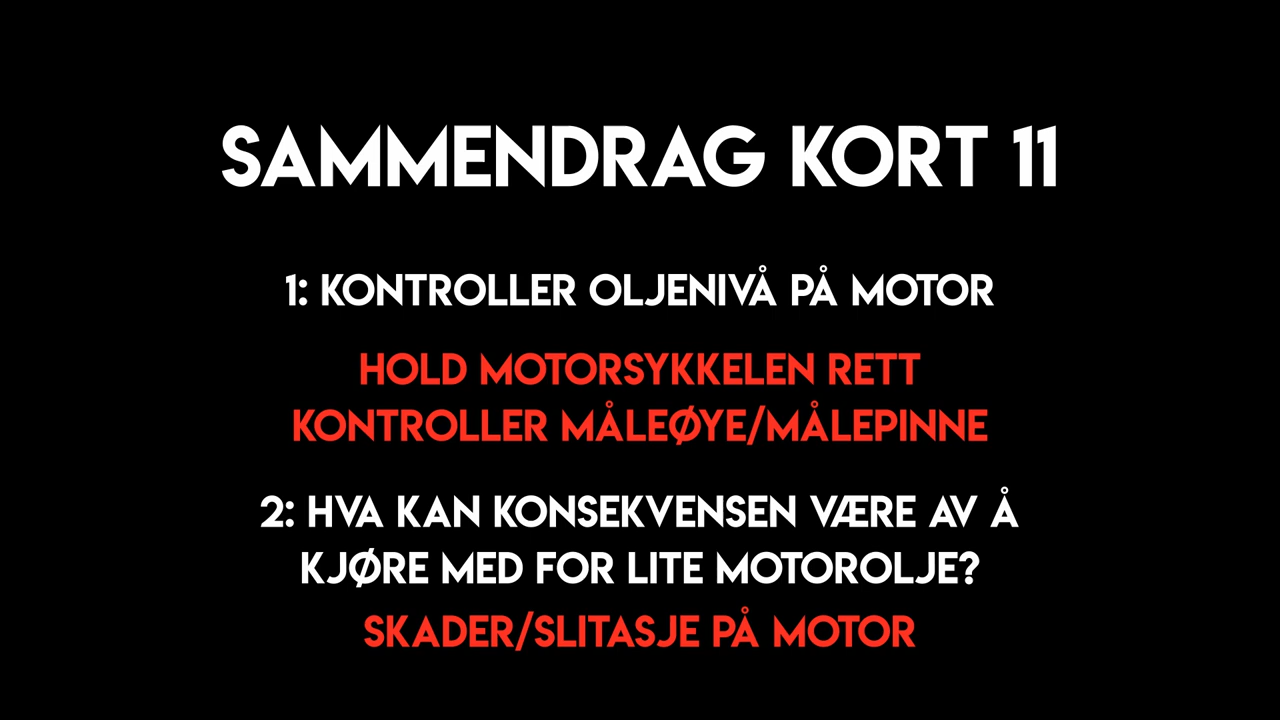 SAMMENDRAG KORT 11
1: KONTROLLER OLJENIVÅ PÅ MOTOR
HOLD MOTORSYKKELEN RETT
KONTROLLER MÅLEØYE/MÅLEPINNE
2: HVA KAN KONSEKVENSEN VÆRE AV Å
KJØRE MED FOR LITE MOTOROLJE?
SKADER/SLITASJE PÅ MOTOR